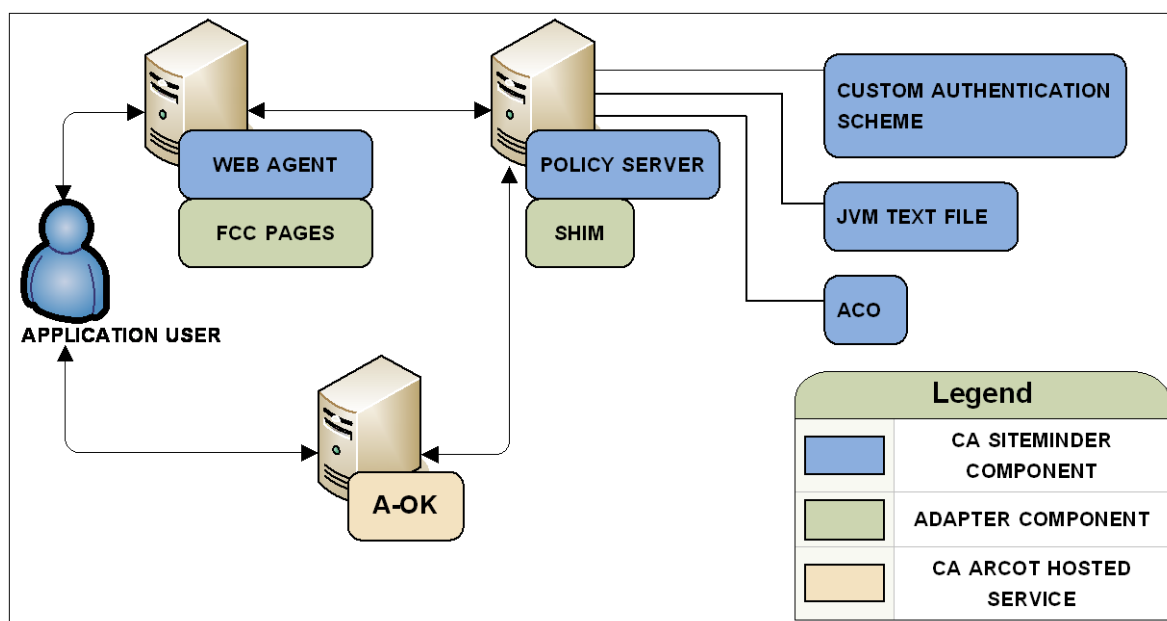 CUSTOM AUTHENTICATION
SCHEME
WEB AGENT
POLICY SERVER
FCC PAGES
SHIM
JVM TEXT FILE
ACO
APPLICATION USER
A-OK
Legend
CA SITEMINDER
COMPONENT
ADAPTER COMPONENT
CA ARCOT HOSTED
SERVICE